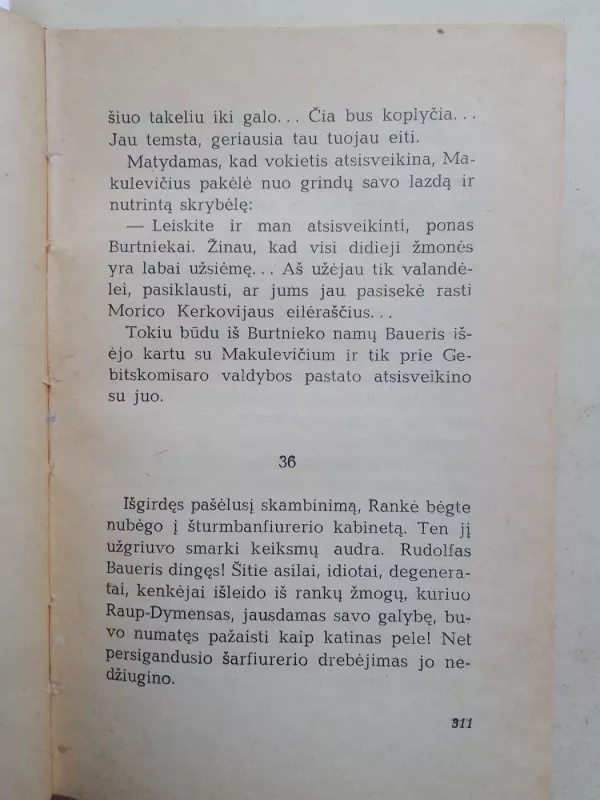 šiuo takeliu iki galo... Čia bus koplyčia...
Jau temsta, geriausia tau tuojau eiti.
Matydamas, kad vokietis atsisveikina, Ma-
kulevičius pakėlė nuo grindų savo lazdą ir
nutrintą skrybėlę:
— Leiskite ir man atsisveikinti, ponas
Burtniekai. Žinau, kad visi didieji žmonės
yra labai užsiėmę... Aš užėjau tik valandė-
lei, pasiklausti, ar jums jau pasisekė rasti
Morico Kerkovijaus eilėraščius...
Tokiu būdu iš Burtnieko namų Baueris iš-
ėjo kartu su Makulevičium ir tik prie Ge-
bitskomisaro valdybos pastato atsisveikino
su juo.
36
Išgirdęs pašėlusį skambinimą, Rankė bėgte
nubėgo į šturmbanfiurerio kabinetą. Ten jį
užgriuvo smarki keiksmų audra. Rudolfas
Baueris dingęs! Šitie asilai, idiotai, degenera-
tai, kenkėjai išleido iš rankų žmogų, kuriuo
Raup-Dymensas, jausdamas savo galybę, bu-
vo numatęs pažaisti kaip katinas pele! Net
persigandusio šarfiurerio drebėjimas jo ne-
džiugino.
311